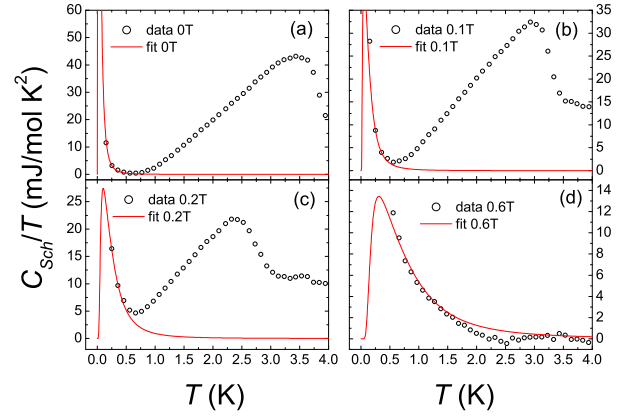 (a)
data 0T
fit 0T
60
50
40
30
20
10
0
(b)
data 0.1T
fit 0.1T
35
30
25
20
15
10
5
0
(c)
data 0.2T
fit 0.2T
25
20
15
10
5
0
0.0 0.5 1.0 1.5 2.0 2.5 3.0 3.5 4.0
(d)
data 0.6T
fit 0.6T
14
12
10
8
6
4
2
0
0.0 0.5 1.0 1.5 2.0 2.5 3.0 3.5 4.0
C_Sch/T (mJ/mol K²)
T (K)
T (K)